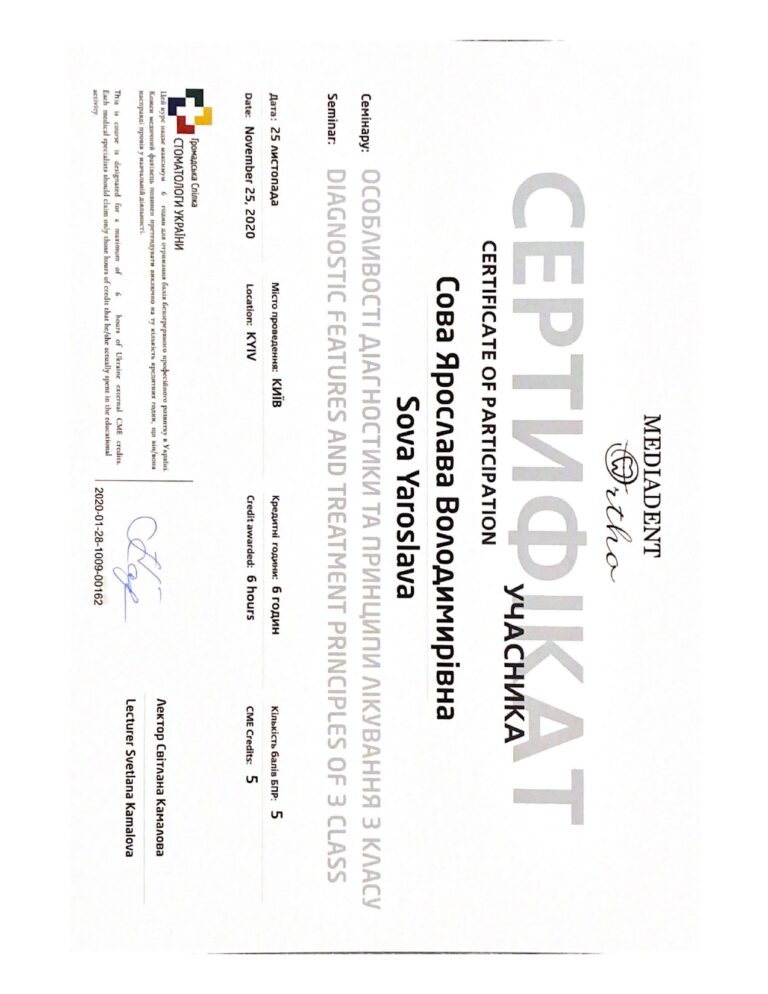 MEDIADENT
Ortho
СЕРТИФІКАТ
УЧАСНИКА
CERTIFICATE OF PARTICIPATION
Сова Ярослава Володимирівна
Sova Yaroslava
Семінару: ОСОБЛИВОСТІ ДІАГНОСТИКИ ТА ПРИНЦИПИ ЛІКУВАННЯ 3 КЛАСУ
Seminar: DIAGNOSTIC FEATURES AND TREATMENT PRINCIPLES OF 3 CLASS
Дата: 25 листопада Місто проведення: КИЇВ Кредитні години: 6 годин Кількість балів БПР: 5
Date: November 25, 2020 Location: KYIV Credit awarded: 6 hours CME Credits: 5
Громадська Спілка
СТОМАТОЛОГИ УКРАЇНИ
Цей курс надає максимум 6 годин для отримання балів безперервного професійного розвитку в Україні.
Кожен медичний фахівець повинен претендувати виключно на ту кількість кредитних годин, що він/вона
насправді провів у навчальній діяльності.
This is course is designated for a maximum of 6 hours of Ukraine external CME credits.
Each medical specialists should claim only those hours of credit that he/she actually spent in the educational
activity.
2020-01-28-1009-00162
Лектор Світлана Камалова
Lecturer Svetlana Kamalova